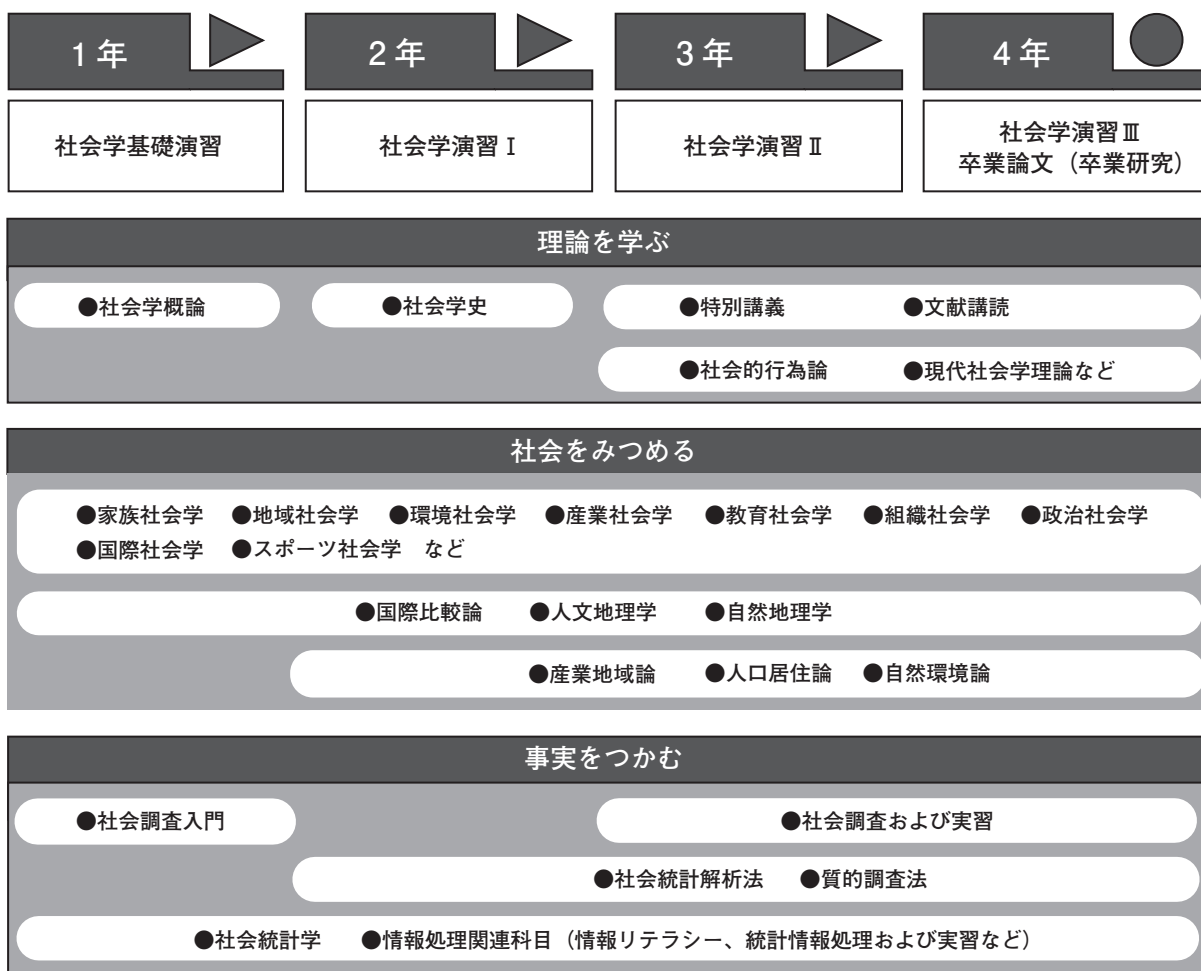 1年
2年
3年
4年
社会学基礎演習
社会学演習Ⅰ
社会学演習Ⅱ
社会学演習Ⅲ
卒業論文（卒業研究）
理論を学ぶ
●社会学概論
●社会学史
●特別講義 ●文献講読
●社会的行為論 ●現代社会学理論など
社会をみつめる
●家族社会学 ●地域社会学 ●環境社会学 ●産業社会学 ●教育社会学 ●組織社会学 ●政治社会学
●国際社会学 ●スポーツ社会学 など
●国際比較論 ●人文地理学 ●自然地理学
●産業地域論 ●人口居住論 ●自然環境論
事実をつかむ
●社会調査入門
●社会調査および実習
●社会統計解析法 ●質的調査法
●社会統計学 ●情報処理関連科目（情報リテラシー、統計情報処理および実習など）